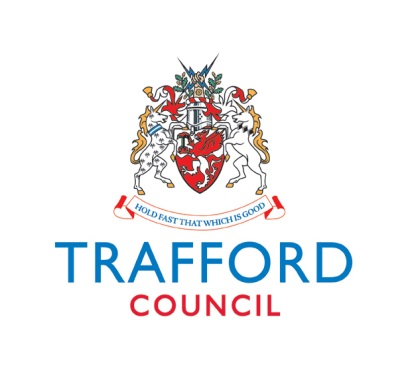 HOLD FAST THAT WHICH IS GOOD
TRAFFORD
COUNCIL